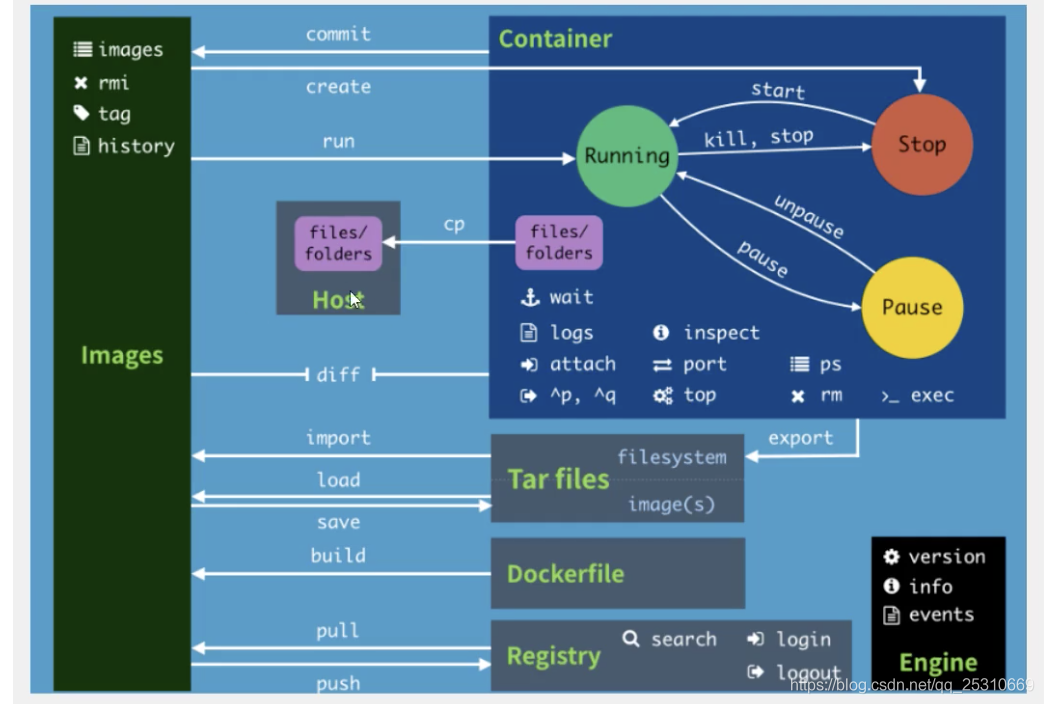 images
rmi
tag
history
Images
commit
create
run
cp
files/
folders
Host
diff
import
load
save
build
pull
push
Container
start
kill, stop
unpause
pause
Running
Stop
Pause
files/
folders
wait
logs
inspect
attach
port
ps
^p, ^q
top
rm
>_ exec
export
Tar files
filesystem
image(s)
Dockerfile
Registry
search
login
logout
version
info
events
Engine
https://blog.csdn.net/qq_25310669